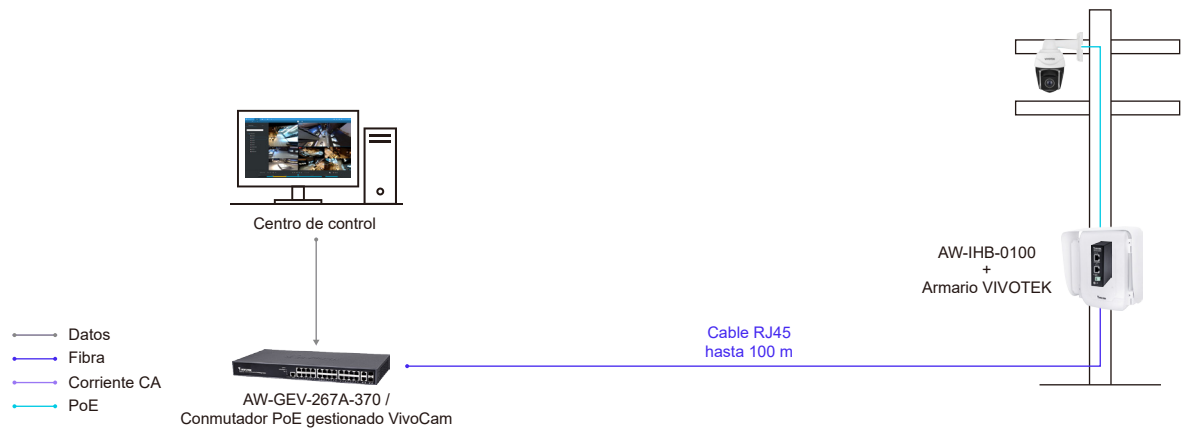 Centro de control
AW-IHB-0100
+
Armario VIVOTEK
Datos
Fibra
Corriente CA
PoE
Cable RJ45
hasta 100 m
AW-GEV-267A-370 /
Conmutador PoE gestionado VivoCam